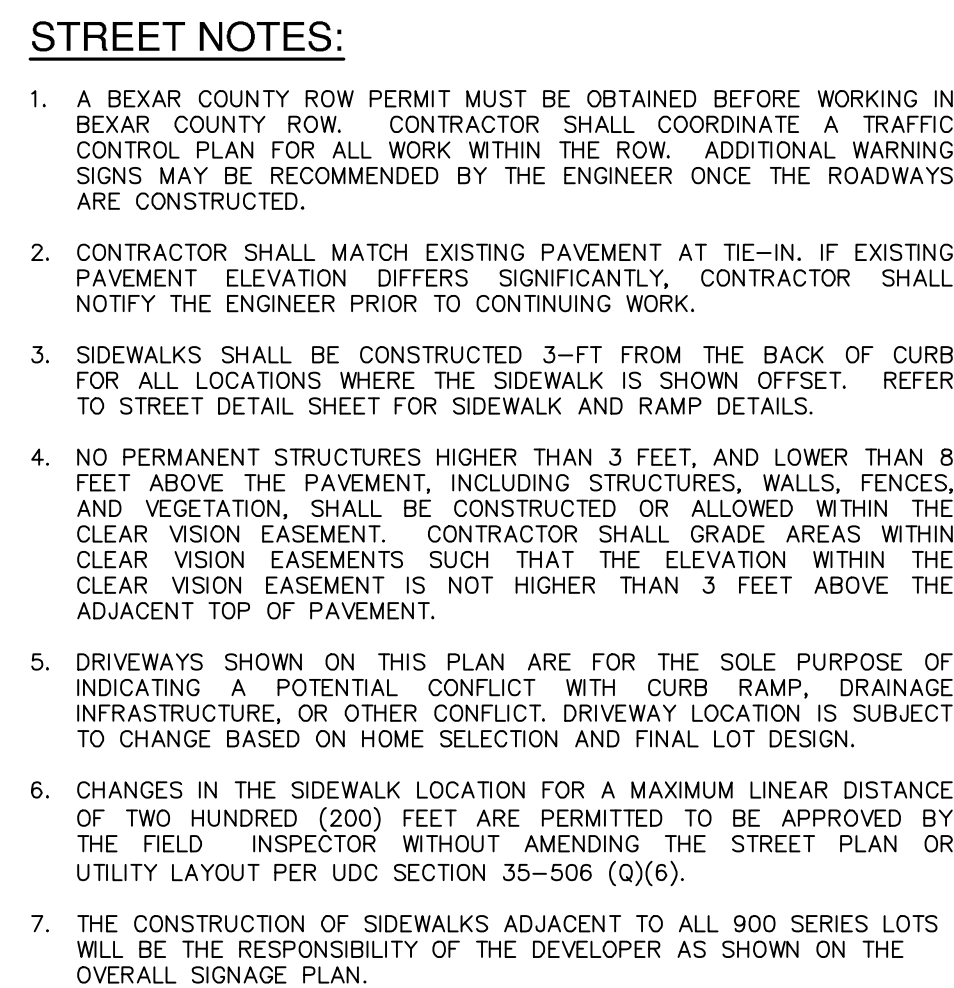 STREET NOTES:
1. A BEXAR COUNTY ROW PERMIT MUST BE OBTAINED BEFORE WORKING IN
BEXAR COUNTY ROW. CONTRACTOR SHALL COORDINATE A TRAFFIC
CONTROL PLAN FOR ALL WORK WITHIN THE ROW. ADDITIONAL WARNING
SIGNS MAY BE RECOMMENDED BY THE ENGINEER ONCE THE ROADWAYS
ARE CONSTRUCTED.
2. CONTRACTOR SHALL MATCH EXISTING PAVEMENT AT TIE-IN. IF EXISTING
PAVEMENT ELEVATION DIFFERS SIGNIFICANTLY, CONTRACTOR SHALL
NOTIFY THE ENGINEER PRIOR TO CONTINUING WORK.
3. SIDEWALKS SHALL BE CONSTRUCTED 3-FT FROM THE BACK OF CURB
FOR ALL LOCATIONS WHERE THE SIDEWALK IS SHOWN OFFSET. REFER
TO STREET DETAIL SHEET FOR SIDEWALK AND RAMP DETAILS.
4. NO PERMANENT STRUCTURES HIGHER THAN 3 FEET, AND LOWER THAN 8
FEET ABOVE THE PAVEMENT, INCLUDING STRUCTURES, WALLS, FENCES,
AND VEGETATION, SHALL BE CONSTRUCTED OR ALLOWED WITHIN THE
CLEAR VISION EASEMENT. CONTRACTOR SHALL GRADE AREAS WITHIN
CLEAR VISION EASEMENTS SUCH THAT THE ELEVATION WITHIN THE
CLEAR VISION EASEMENT IS NOT HIGHER THAN 3 FEET ABOVE THE
ADJACENT TOP OF PAVEMENT.
5. DRIVEWAYS SHOWN ON THIS PLAN ARE FOR THE SOLE PURPOSE OF
INDICATING A POTENTIAL CONFLICT WITH CURB RAMP, DRAINAGE
INFRASTRUCTURE, OR OTHER CONFLICT. DRIVEWAY LOCATION IS SUBJECT
TO CHANGE BASED ON HOME SELECTION AND FINAL LOT DESIGN.
6. CHANGES IN THE SIDEWALK LOCATION FOR A MAXIMUM LINEAR DISTANCE
OF TWO HUNDRED (200) FEET ARE PERMITTED TO BE APPROVED BY
THE FIELD INSPECTOR WITHOUT AMENDING THE STREET PLAN OR
UTILITY LAYOUT PER UDC SECTION 35-506 (Q)(6).
7. THE CONSTRUCTION OF SIDEWALKS ADJACENT TO ALL 900 SERIES LOTS
WILL BE THE RESPONSIBILITY OF THE DEVELOPER AS SHOWN ON THE
OVERALL SIGNAGE PLAN.